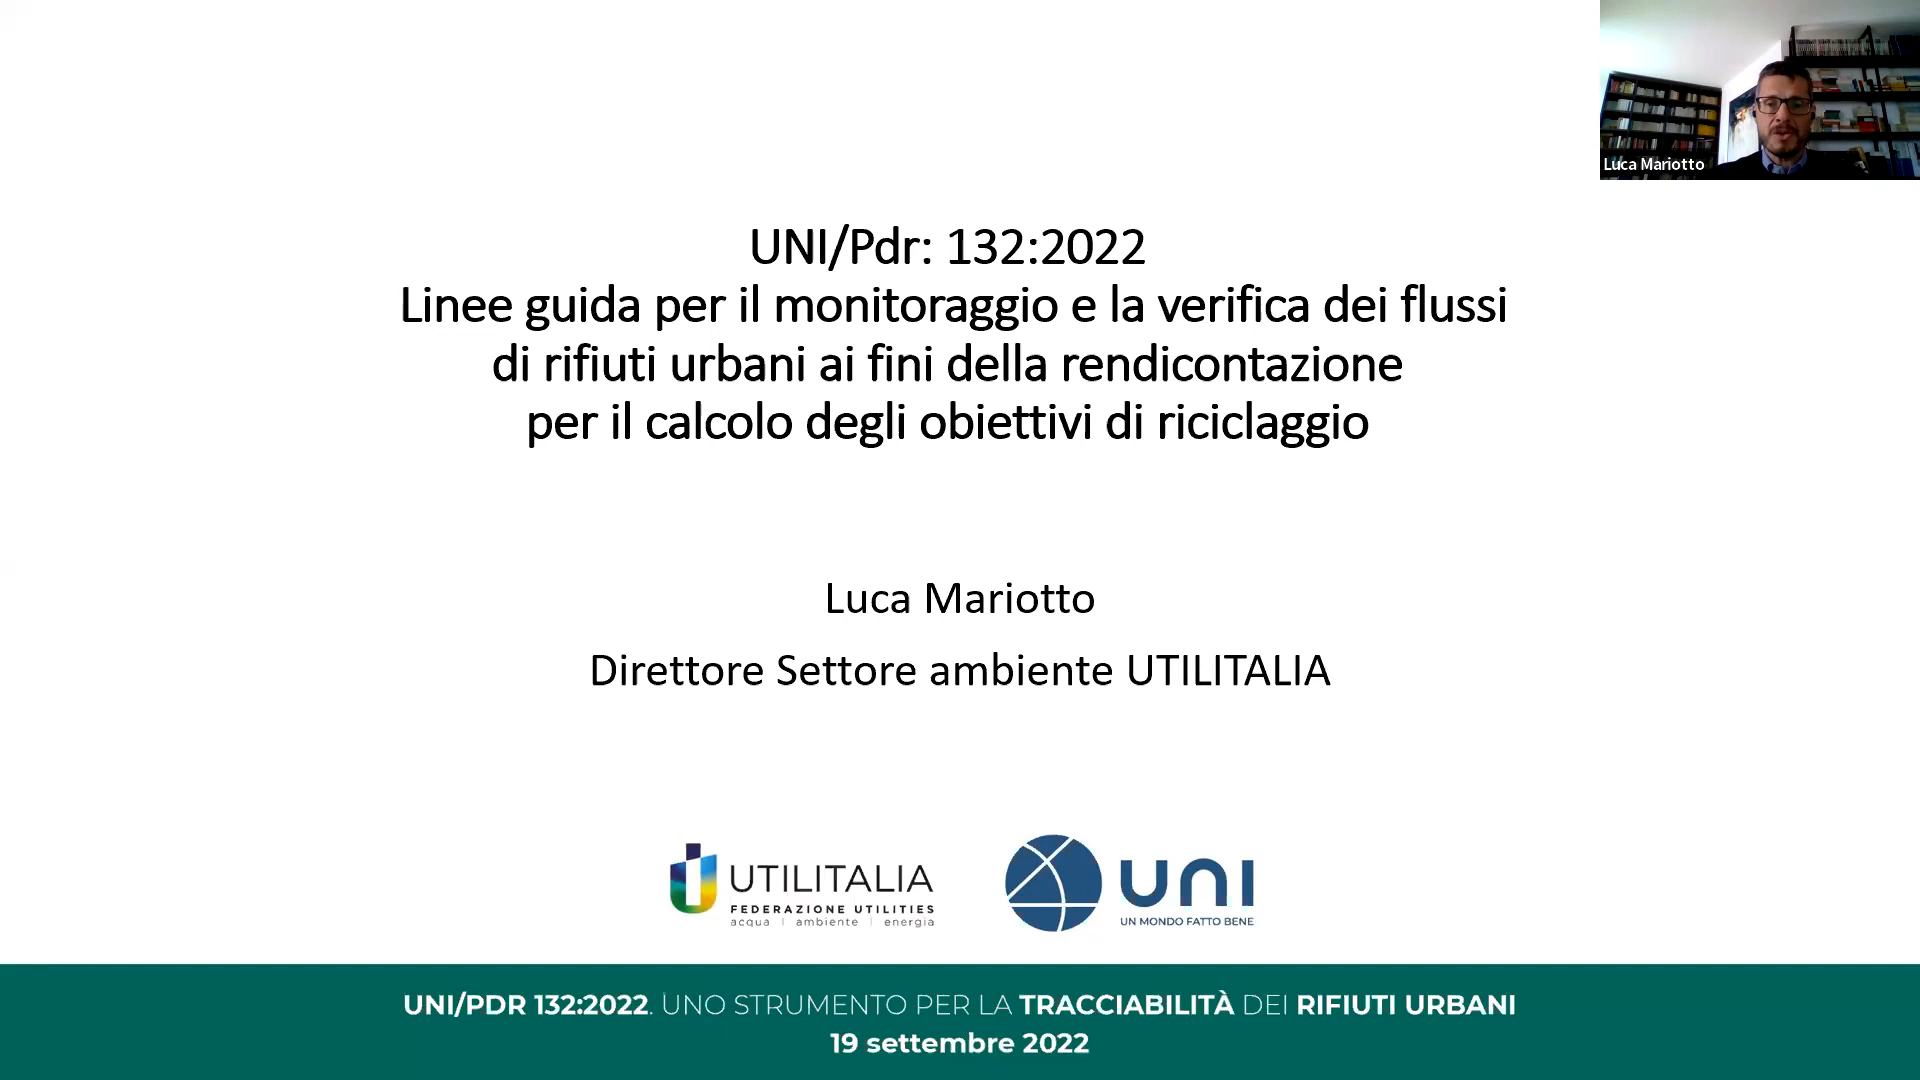 Luca Mariotto
UNI/Pdr: 132:2022
Linee guida per il monitoraggio e la verifica dei flussi
di rifiuti urbani ai fini della rendicontazione
per il calcolo degli obiettivi di riciclaggio
Luca Mariotto
Direttore Settore ambiente UTILITALIA
UTILITALIA
FEDERAZIONE UTILITIES
acqua | ambiente | energia
UNI
UN MONDO FATTO BENE
UNI/PDR 132:2022. UNO STRUMENTO PER LA TRACCIABILITÀ DEI RIFIUTI URBANI
19 settembre 2022